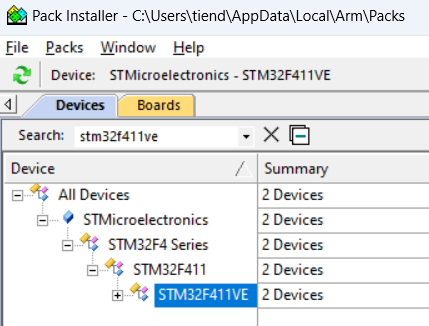 Pack Installer - C:\Users\tiend\AppData\Local\Arm\Packs
File Packs Window Help
Device: STMicroelectronics - STM32F411VE
Devices Boards
Search: stm32f411ve
Device Summary
All Devices 2 Devices
STMicroelectronics 2 Devices
STM32F4 Series 2 Devices
STM32F411 2 Devices
STM32F411VE 2 Devices